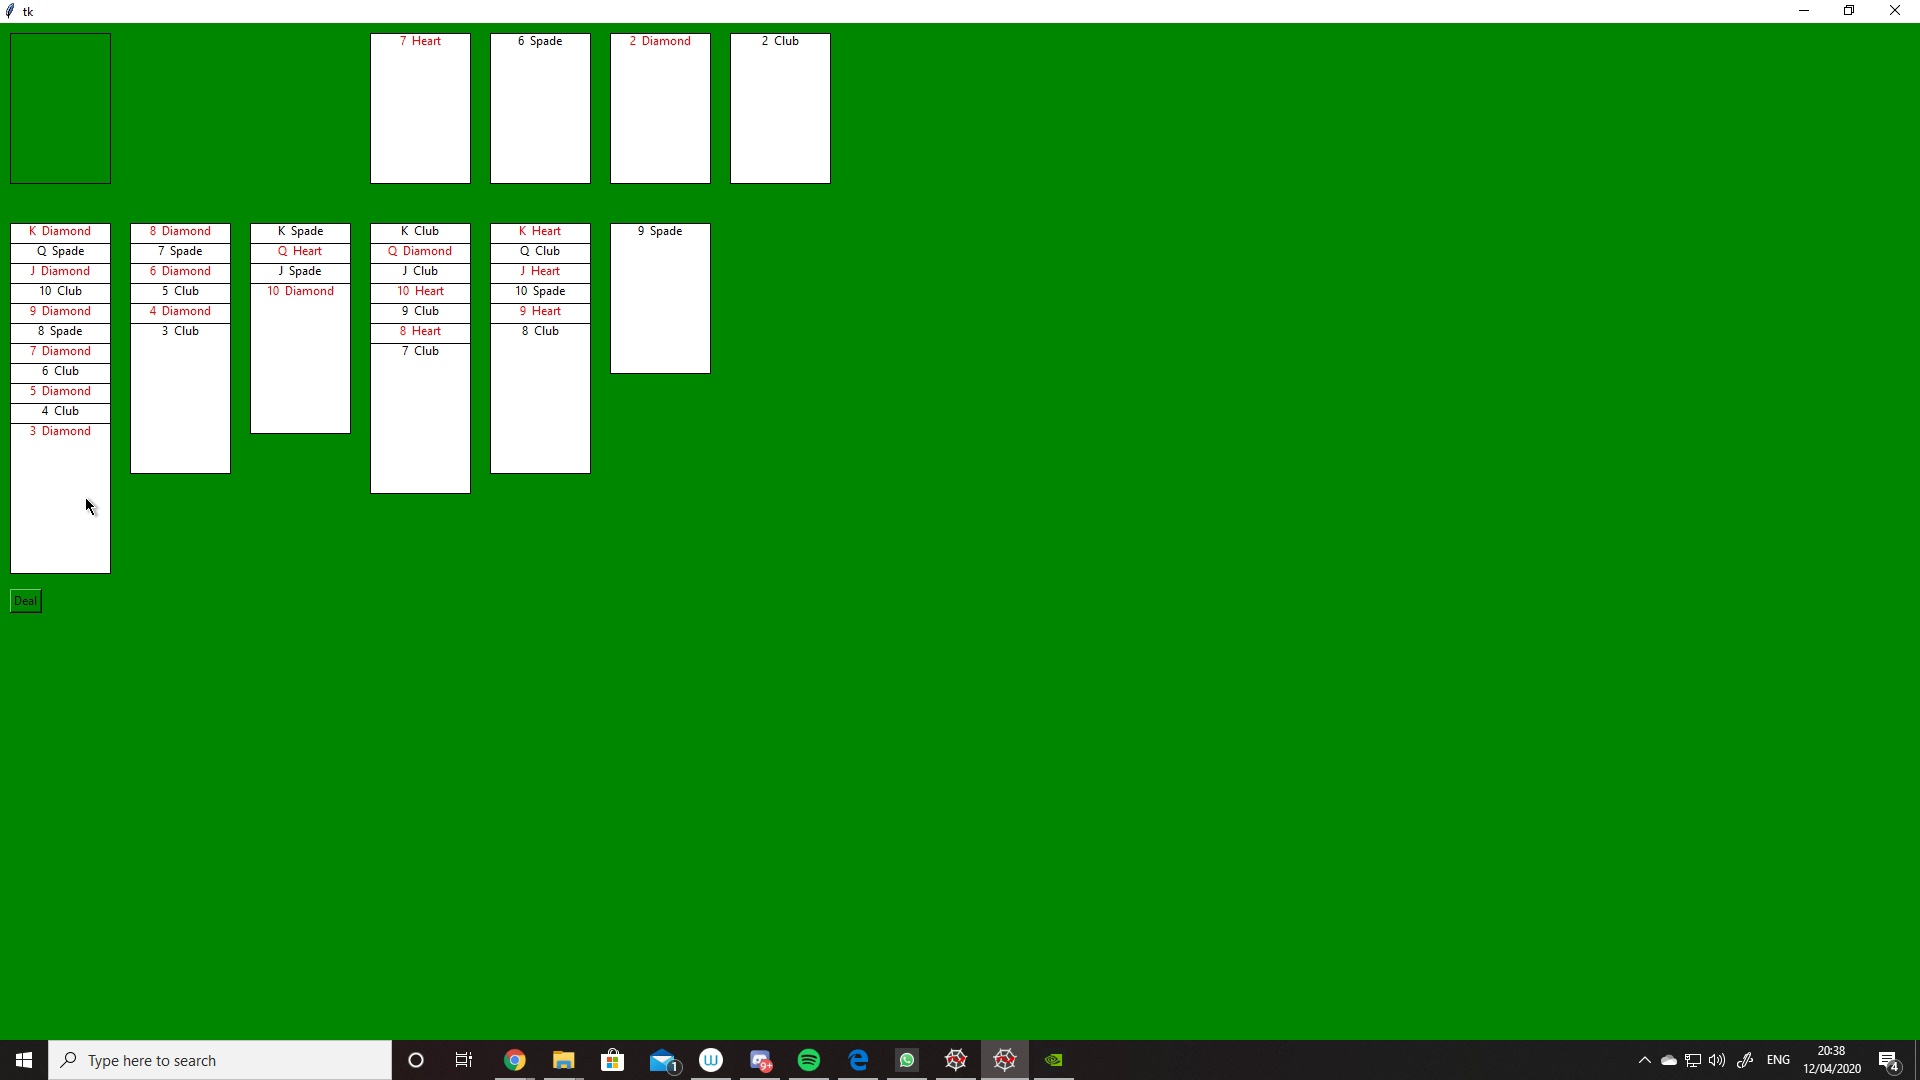 tk
7 Heart
6 Spade
2 Diamond
2 Club
K Diamond
Q Spade
J Diamond
10 Club
9 Diamond
8 Spade
7 Diamond
6 Club
5 Diamond
4 Club
3 Diamond
8 Diamond
7 Spade
6 Diamond
5 Club
4 Diamond
3 Club
K Spade
Q Heart
J Spade
10 Diamond
K Club
Q Diamond
J Club
10 Heart
9 Club
8 Heart
7 Club
K Heart
Q Club
J Heart
10 Spade
9 Heart
8 Club
9 Spade
Deal
Type here to search
1
W
9+
ENG
20:38
12/04/2020
4